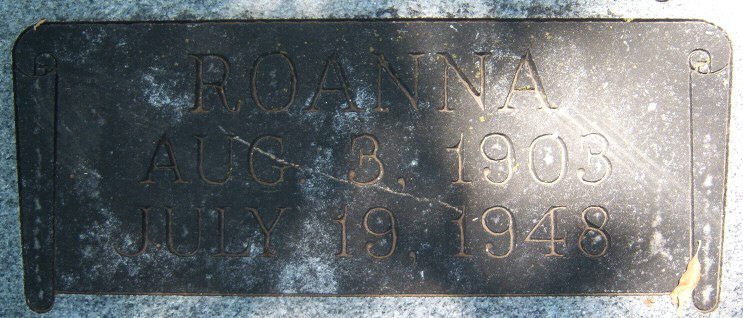 ROANNA
AUG 3, 1903
JULY 19, 1948